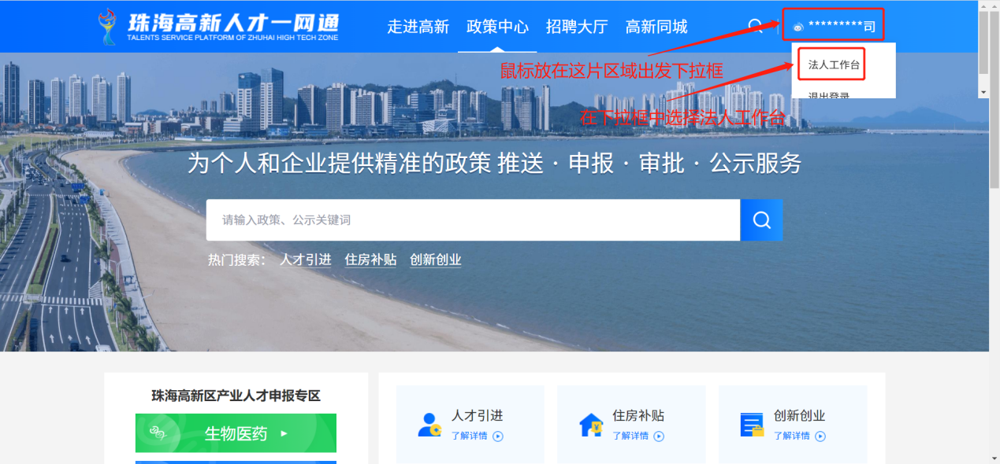 珠海高新人才一网通
TALENTS SERVICE PLATFORM OF ZHUHAI HIGH TECH ZONE
走进高新 政策中心 招聘大厅 高新同城
*********司
法人工作台
退出登录
鼠标放在这片区域出发下拉框
在下拉框中选择法人工作台
为个人和企业提供精准的政策 推送 · 申报 · 审批 · 公示服务
请输入政策、公示关键词
热门搜索: 人才引进 住房补贴 创新创业
珠海高新区产业人才申报专区
生物医药
人才引进
了解详情
住房补贴
了解详情
创新创业
了解详情